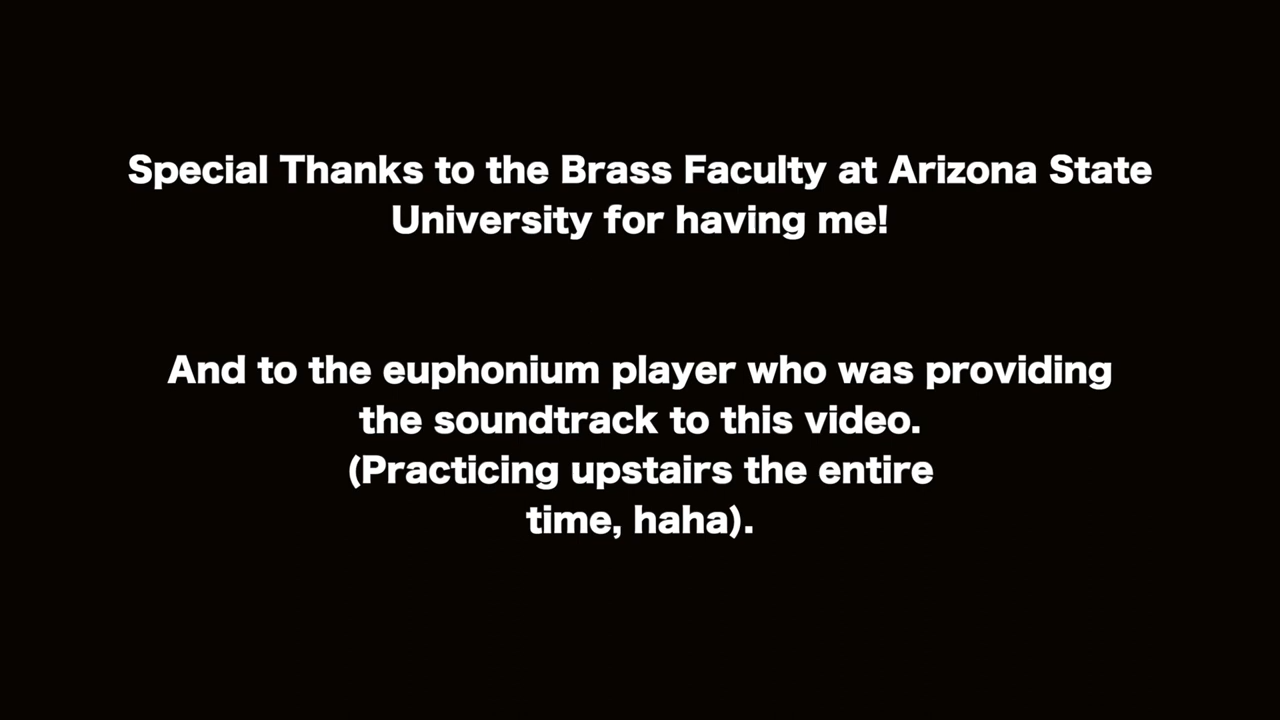 Special Thanks to the Brass Faculty at Arizona State
University for having me!
And to the euphonium player who was providing
the soundtrack to this video.
(Practicing upstairs the entire
time, haha).